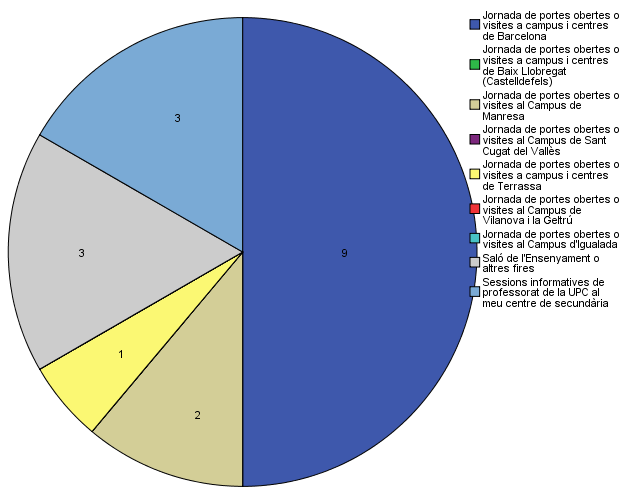 Jornada de portes obertes o
visites a campus i centres
de Barcelona
Jornada de portes obertes o
visites a campus i centres
de Baix Llobregat
(Castelldefels)
Jornada de portes obertes o
visites al Campus de
Manresa
Jornada de portes obertes o
visites al Campus de Sant
Cugat del Vallès
Jornada de portes obertes o
visites a campus i centres
de Terrassa
Jornada de portes obertes o
visites al Campus de
Vilanova i la Geltrú
Jornada de portes obertes o
visites al Campus d'Igualada
Saló de l'Ensenyament o
altres fires
Sessions informatives de
professorat de la UPC al
meu centre de secundària
3
9
3
1
2